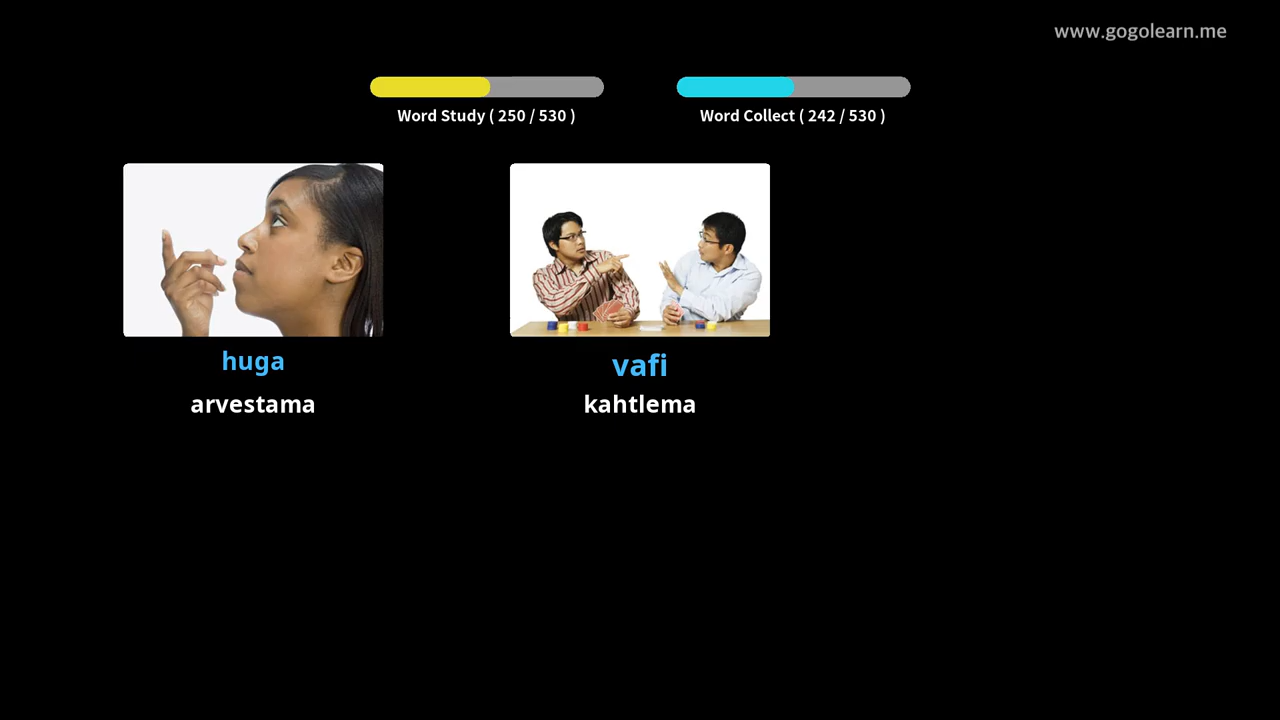 www.gogolearn.me
Word Study ( 250 / 530 )
Word Collect ( 242 / 530 )
huga
vafi
arvestama
kahtlema